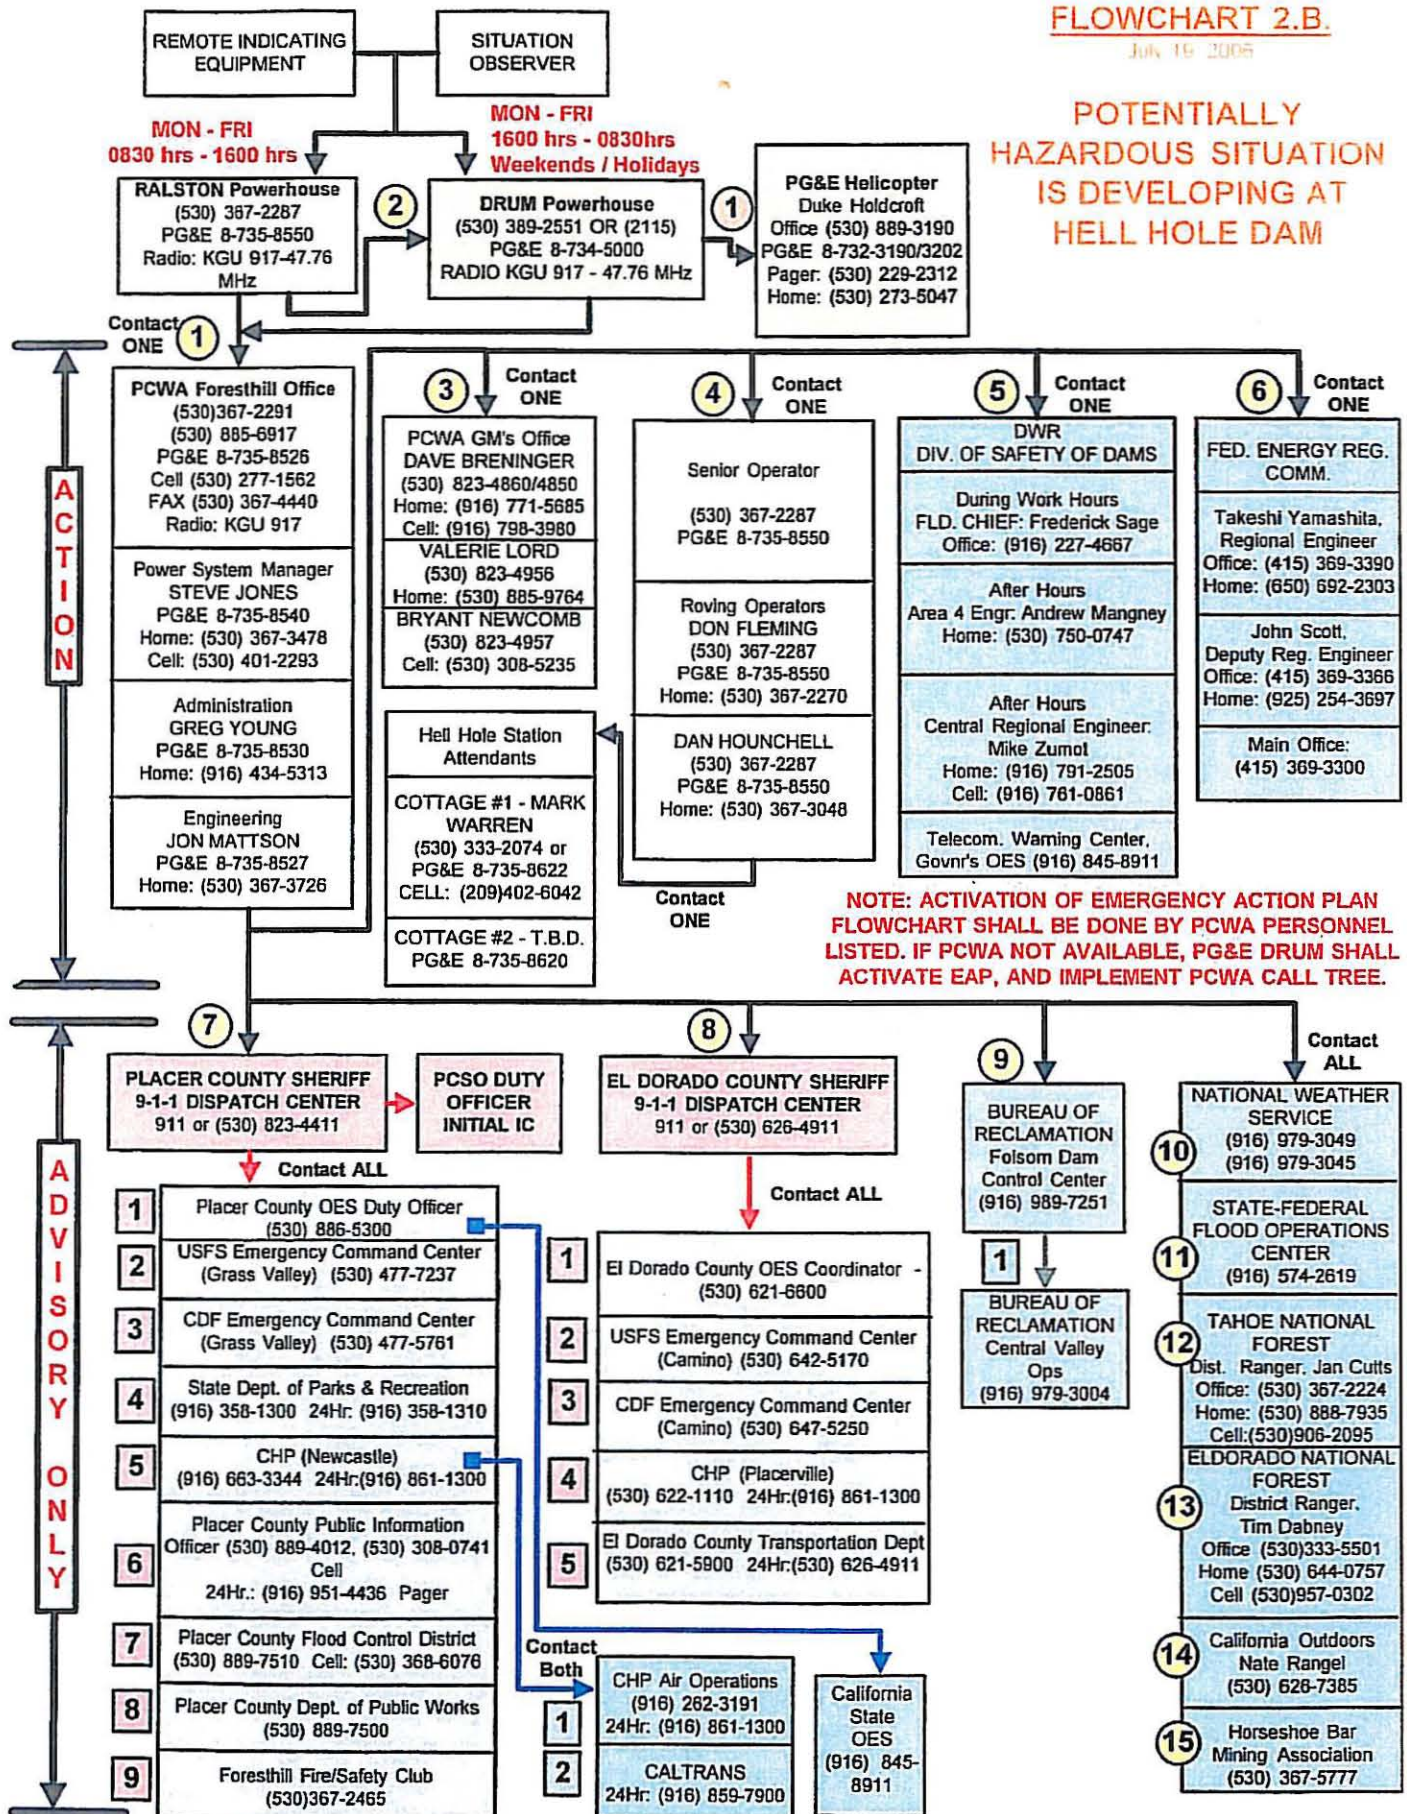 FLOWCHART 2.B.
July 19 2006
POTENTIALLY
HAZARDOUS SITUATION
IS DEVELOPING AT
HELL HOLE DAM
REMOTE INDICATING
EQUIPMENT
SITUATION
OBSERVER
MON - FRI
0830 hrs - 1600 hrs
MON - FRI
1600 hrs - 0830hrs
Weekends / Holidays
RALSTON Powerhouse
(530) 367-2287
PG&E 8-735-8550
Radio: KGU 917-47.76
MHz
2
DRUM Powerhouse
(530) 389-2551 OR (2115)
PG&E 8-734-5000
RADIO KGU 917 - 47.76 MHz
1
PG&E Helicopter
Duke Holdcroft
Office (530) 889-3190
PG&E 8-732-3190/3202
Pager: (530) 229-2312
Home: (530) 273-5047
Contact
ONE
1
ACTION
PCWA Foresthill Office
(530)367-2291
(530) 885-6917
PG&E 8-735-8526
Cell (530) 277-1562
FAX (530) 367-4440
Radio: KGU 917
Power System Manager
STEVE JONES
PG&E 8-735-8540
Home: (530) 367-3478
Cell: (530) 401-2293
Administration
GREG YOUNG
PG&E 8-735-8530
Home: (916) 434-5313
Engineering
JON MATTSON
PG&E 8-735-8527
Home: (530) 367-3726
3
Contact
ONE
PCWA GM's Office
DAVE BRENINGER
(530) 823-4860/4850
Home: (916) 771-5685
Cell: (916) 798-3980
VALERIE LORD
(530) 823-4956
Home: (530) 885-9764
BRYANT NEWCOMB
(530) 823-4957
Cell: (530) 308-5235
Hell Hole Station
Attendants
COTTAGE #1 - MARK
WARREN
(530) 333-2074 or
PG&E 8-735-8622
CELL: (209)402-6042
COTTAGE #2 - T.B.D.
PG&E 8-735-8620
4
Contact
ONE
Senior Operator
(530) 367-2287
PG&E 8-735-8550
Roving Operators
DON FLEMING
(530) 367-2287
PG&E 8-735-8550
Home: (530) 367-2270
DAN HOUNCHELL
(530) 367-2287
PG&E 8-735-8550
Home: (530) 367-3048
Contact
ONE
5
Contact
ONE
DWR
DIV. OF SAFETY OF DAMS
During Work Hours
FLD. CHIEF: Frederick Sage
Office: (916) 227-4667
After Hours
Area 4 Engr. Andrew Mangney
Home: (530) 750-0747
After Hours
Central Regional Engineer.
Mike Zumot
Home: (916) 791-2505
Cell: (916) 761-0861
Telecom. Warning Center,
Govnr's OES (916) 845-8911
6
Contact
ONE
FED. ENERGY REG.
COMM.
Takeshi Yamashita,
Regional Engineer
Office: (415) 369-3390
Home: (650) 692-2303
John Scott,
Deputy Reg. Engineer
Office: (415) 369-3366
Home: (925) 254-3697
Main Office:
(415) 369-3300
NOTE: ACTIVATION OF EMERGENCY ACTION PLAN
FLOWCHART SHALL BE DONE BY PCWA PERSONNEL
LISTED. IF PCWA NOT AVAILABLE, PG&E DRUM SHALL
ACTIVATE EAP, AND IMPLEMENT PCWA CALL TREE.
ADVISORY ONLY
7
PLACER COUNTY SHERIFF
9-1-1 DISPATCH CENTER
911 or (530) 823-4411
PCSO DUTY
OFFICER
INITIAL IC
Contact ALL
1
Placer County OES Duty Officer
(530) 886-5300
2
USFS Emergency Command Center
(Grass Valley) (530) 477-7237
3
CDF Emergency Command Center
(Grass Valley) (530) 477-5761
4
State Dept. of Parks & Recreation
(916) 358-1300 24Hr: (916) 358-1310
5
CHP (Newcastle)
(916) 663-3344 24Hr:(916) 861-1300
6
Placer County Public Information
Officer (530) 889-4012, (530) 308-0741
Cell
24Hr.: (916) 951-4436 Pager
7
Placer County Flood Control District
(530) 889-7510 Cell: (530) 368-6076
8
Placer County Dept. of Public Works
(530) 889-7500
9
Foresthill Fire/Safety Club
(530)367-2465
8
EL DORADO COUNTY SHERIFF
9-1-1 DISPATCH CENTER
911 or (530) 626-4911
Contact ALL
1
El Dorado County OES Coordinator -
(530) 621-6600
2
USFS Emergency Command Center
(Camino) (530) 642-5170
3
CDF Emergency Command Center
(Camino) (530) 647-5250
4
CHP (Placerville)
(530) 622-1110 24Hr:(916) 861-1300
5
El Dorado County Transportation Dept
(530) 621-5900 24Hr:(530) 626-4911
Contact
Both
1
CHP Air Operations
(916) 262-3191
24Hr: (916) 861-1300
2
CALTRANS
24Hr: (916) 859-7900
California
State
OES
(916) 845-
8911
9
BUREAU OF
RECLAMATION
Folsom Dam
Control Center
(916) 989-7251
1
BUREAU OF
RECLAMATION
Central Valley
Ops
(916) 979-3004
Contact
ALL
10
NATIONAL WEATHER
SERVICE
(916) 979-3049
(916) 979-3045
11
STATE-FEDERAL
FLOOD OPERATIONS
CENTER
(916) 574-2619
12
TAHOE NATIONAL
FOREST
Dist. Ranger. Jan Cutts
Office: (530) 367-2224
Home: (530) 888-7935
Cell:(530)906-2095
13
ELDORADO NATIONAL
FOREST
District Ranger.
Tim Dabney
Office (530)333-5501
Home (530) 644-0757
Cell (530)957-0302
14
California Outdoors
Nate Rangel
(530) 626-7385
15
Horseshoe Bar
Mining Association
(530) 367-5777